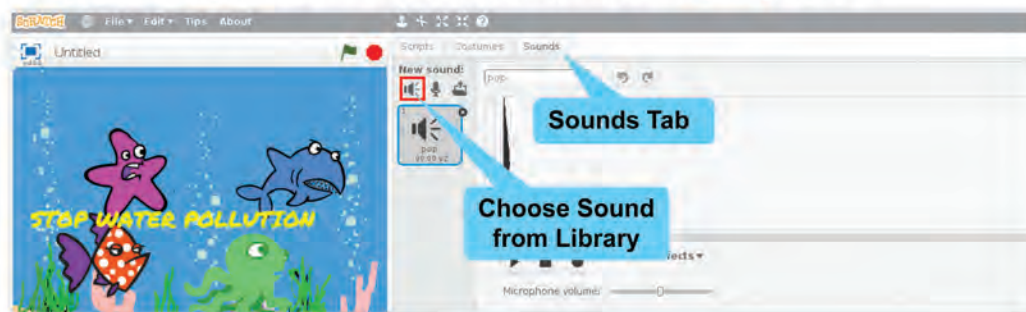 SCRATCH File Edit Tips About
Untitled
Scripts Costumes Sounds
New sound:
pop
Sounds Tab
1
pop
Choose Sound
from Library
STOP WATER POLLUTION
Microphone volume: